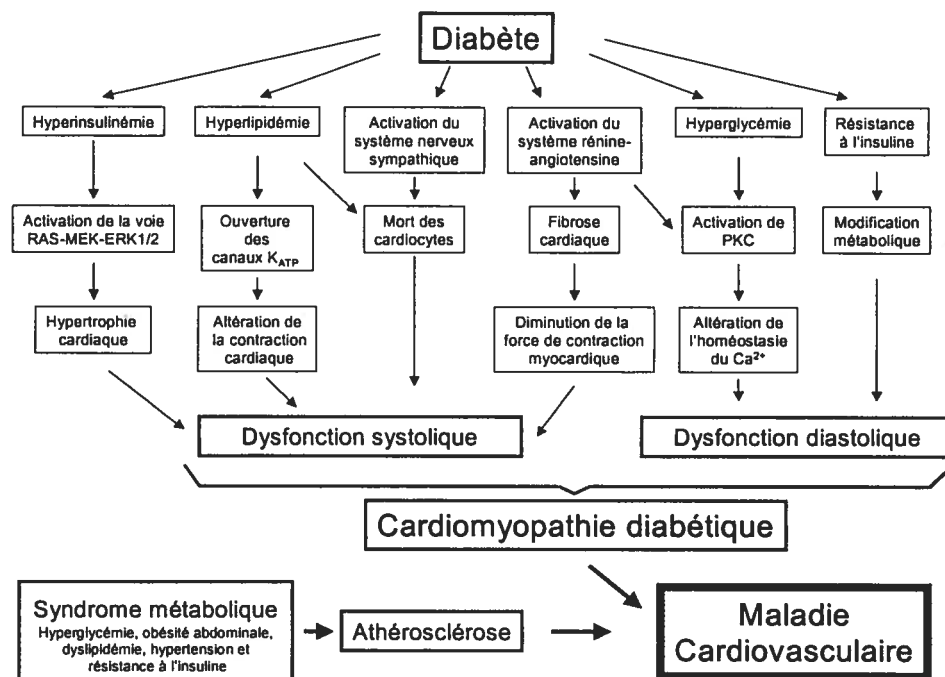 Diabète
Hyperinsulinémie
Hyperlipidémie
Activation du
système nerveux
sympathique
Activation du
système rénine-
angiotensine
Hyperglycémie
Résistance
à l'insuline
Activation de la voie
RAS-MEK-ERK1/2
Ouverture
des
canaux KATP
Mort des
cardiocytes
Fibrose
cardiaque
Activation de
PKC
Modification
métabolique
Hypertrophie
cardiaque
Altération de
la contraction
cardiaque
Diminution de la
force de contraction
myocardique
Altération de
l'homéostasie
du Ca²⁺
Dysfonction systolique
Dysfonction diastolique
Cardiomyopathie diabétique
Syndrome métabolique
Hyperglycémie, obésité abdominale,
dyslipidémie, hypertension et
résistance à l'insuline
Athérosclérose
Maladie
Cardiovasculaire